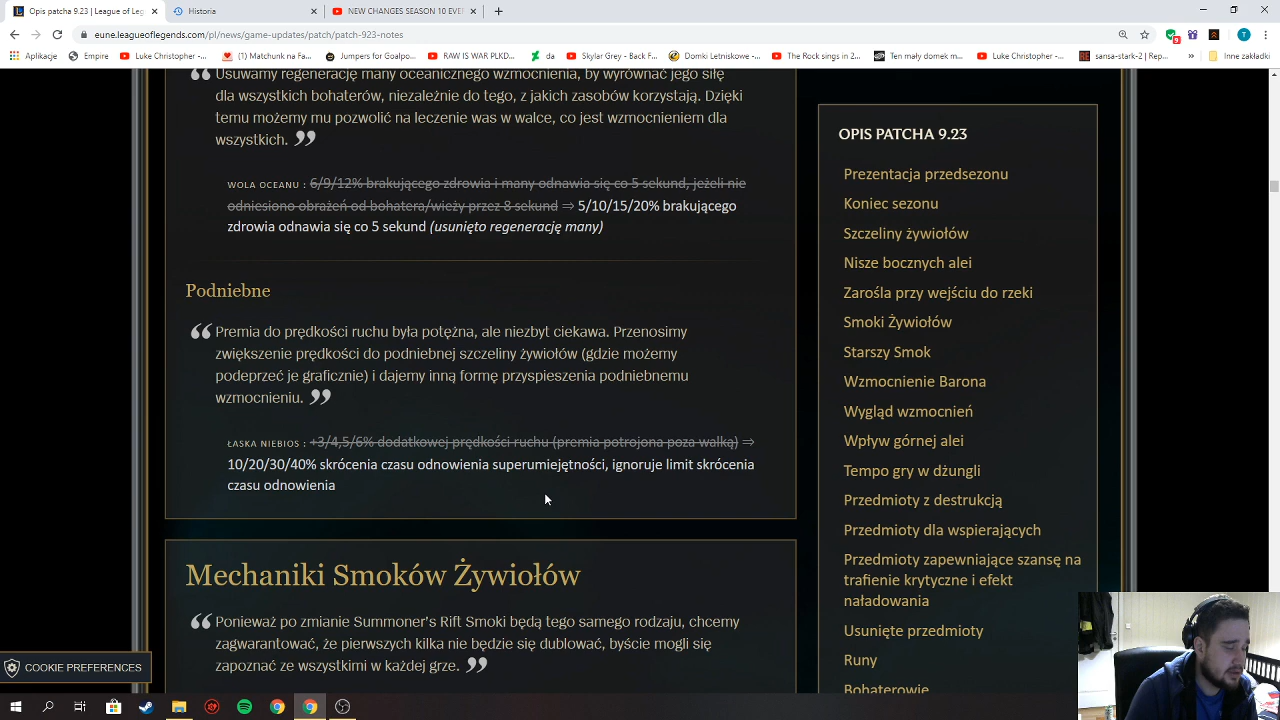 Opis patcha 9.23 | League of Leg
Historia
NEW CHANGES SEASON 10 EVE
eune.leagueoflegends.com/pl/news/game-updates/patch/patch-923-notes
Aplikacje
Empire
Luke Christopher -...
[MV] Matchunk na Fa...
Jumpers for Goalpo...
RAW IS WAR PLKD...
da
Skylar Grey - Back F...
Domki Letniskowe -...
The Rock sings in 2...
Ten mały domek m...
Luke Christopher -...
sansa-stark-2 | Rep...
»
Inne zakładki
Usuwamy regenerację many oceanicznego wzmocnienia, by wyrównać jego siłę
dla wszystkich bohaterów, niezależnie do tego, z jakich zasobów korzystają. Dzięki
temu możemy mu pozwolić na leczenie was w walce, co jest wzmocnieniem dla
wszystkich.
WOLA OCEANU : 6/9/12% brakującego zdrowia i many odnawia się co 5 sekund, jeżeli nie
odniesiono obrażeń od bohatera/wieży przez 8 sekund ⇒ 5/10/15/20% brakującego
zdrowia odnawia się co 5 sekund (usunięto regenerację many)
Podniebne
Premia do prędkości ruchu była potężna, ale niezbyt ciekawa. Przenosimy
zwiększenie prędkości do podniebnej szczeliny żywiołów (gdzie możemy
podeprzeć je graficznie) i dajemy inną formę przyspieszenia podniebnemu
wzmocnieniu.
ŁASKA NIEBIOS : +3/4,5/6% dodatkowej prędkości ruchu (premia potrojona poza walką) ⇒
10/20/30/40% skrócenia czasu odnowienia superumiejętności, ignoruje limit skrócenia
czasu odnowienia
Mechaniki Smoków Żywiołów
Ponieważ po zmianie Summoner's Rift Smoki będą tego samego rodzaju, chcemy
zagwarantować, że pierwszych kilka nie będzie się dublować, byście mogli się
zapoznać ze wszystkimi w każdej grze.
OPIS PATCHA 9.23
Prezentacja przedsezonu
Koniec sezonu
Szczeliny żywiołów
Nisze bocznych alei
Zarośla przy wejściu do rzeki
Smoki Żywiołów
Starszy Smok
Wzmocnienie Barona
Wygląd wzmocnień
Wpływ górnej alei
Tempo gry w dżungli
Przedmioty z destrukcją
Przedmioty dla wspierających
Przedmioty zapewniające szansę na
trafienie krytyczne i efekt
naładowania
Usunięte przedmioty
Runy
Bohaterowie
COOKIE PREFERENCES